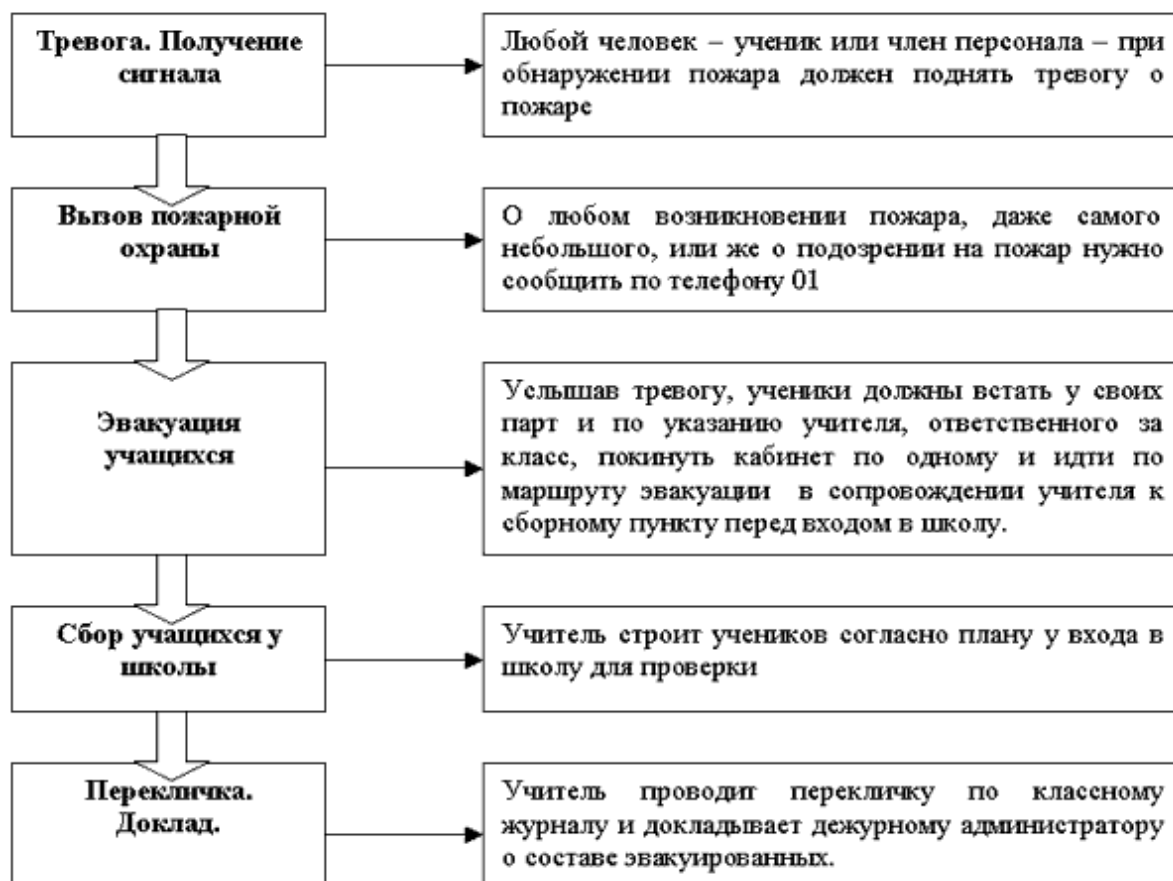 Тревога. Получение
сигнала
Любой человек – ученик или член персонала – при
обнаружении пожара должен поднять тревогу о
пожаре
Вызов пожарной
охраны
О любом возникновении пожара, даже самого
небольшого, или же о подозрении на пожар нужно
сообщить по телефону 01
Эвакуация
учащихся
Услышав тревогу, ученики должны встать у своих
парт и по указанию учителя, ответственного за
класс, покинуть кабинет по одному и идти по
маршруту эвакуации в сопровождении учителя к
сборному пункту перед входом в школу.
Сбор учащихся у
школы
Учитель строит учеников согласно плану у входа в
школу для проверки
Перекличка.
Доклад.
Учитель проводит перекличку по классному
журналу и докладывает дежурному администратору
о составе эвакуированных.